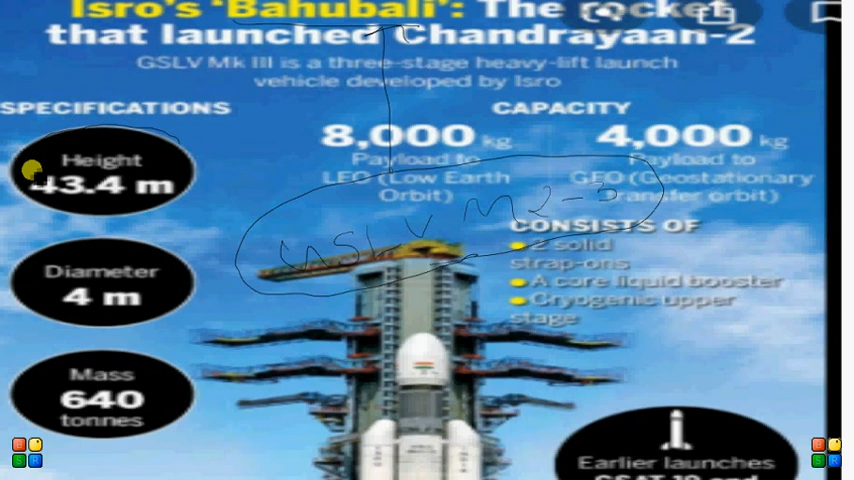 Isro's 'Bahubali': The rocket
that launched Chandrayaan-2
GSLV Mk III is a three-stage heavy-lift launch
vehicle developed by Isro
SPECIFICATIONS
Height
43.4 m
Diameter
4 m
Mass
640
tonnes
CAPACITY
8,000 kg
Payload to
LEO (Low Earth
Orbit)
4,000 kg
Payload to
GEO (Geostationary
Transfer orbit)
GSLV
CONSISTS OF
2 solid
strap-ons
A core liquid booster
Cryogenic upper
stage
Earlier launches
B
S
R
B
S
R